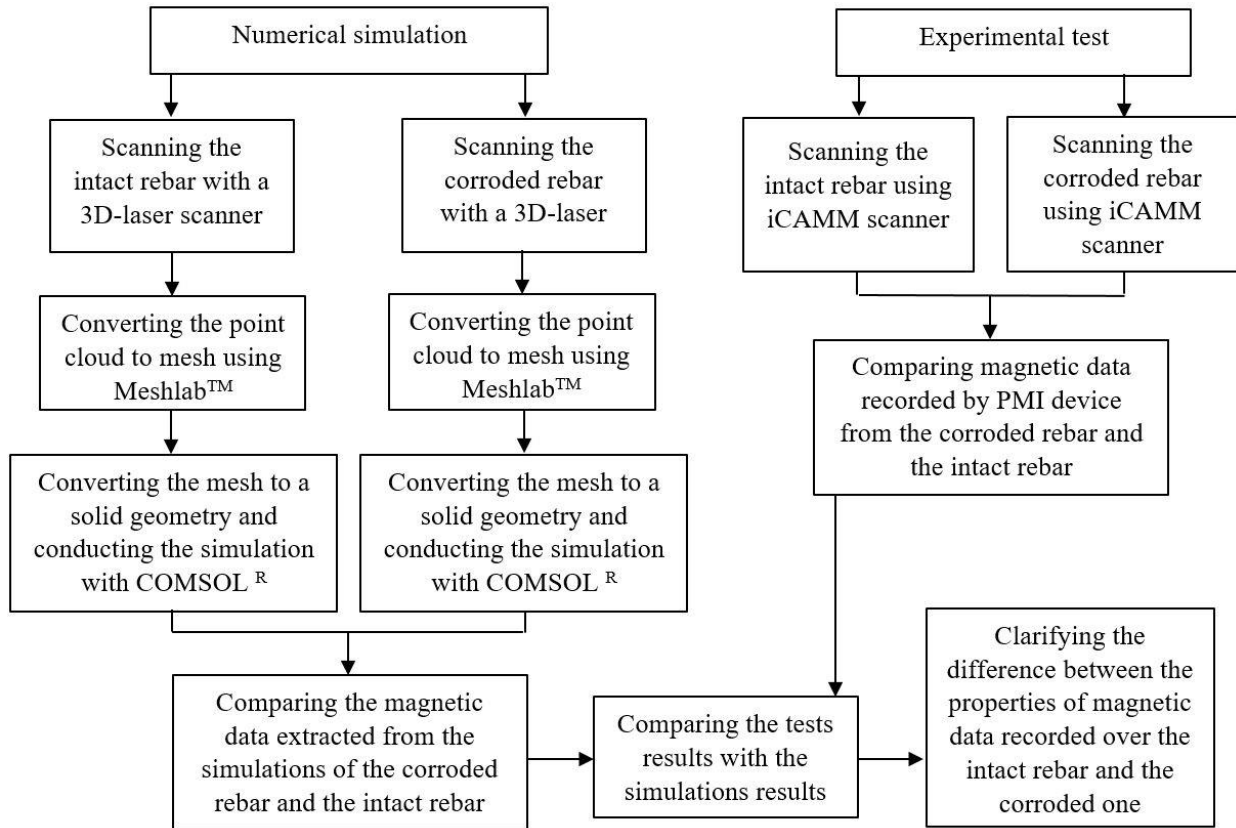 Numerical simulation
Experimental test
Scanning the
intact rebar with a
3D-laser scanner
Scanning the
corroded rebar
with a 3D-laser
Scanning the
intact rebar using
iCAMM scanner
Scanning the
corroded rebar
using iCAMM
scanner
Converting the point
cloud to mesh using
Meshlab™
Converting the point
cloud to mesh using
Meshlab™
Comparing magnetic data
recorded by PMI device
from the corroded rebar and
the intact rebar
Converting the mesh to a
solid geometry and
conducting the simulation
with COMSOL R
Converting the mesh to a
solid geometry and
conducting the simulation
with COMSOL R
Comparing the magnetic
data extracted from the
simulations of the corroded
rebar and the intact rebar
Comparing the tests
results with the
simulations results
Clarifying the
difference between the
properties of magnetic
data recorded over the
intact rebar and the
corroded one